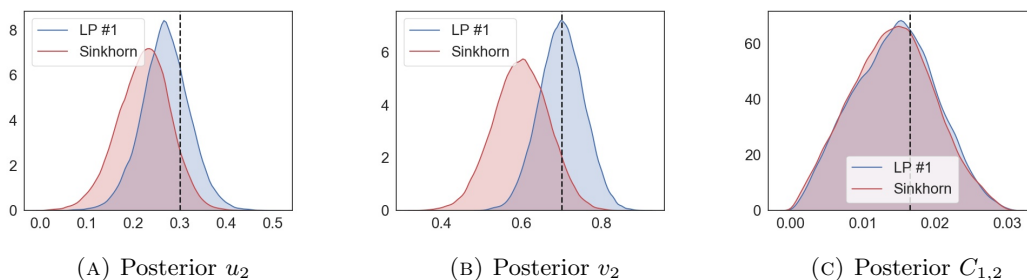 8
6
4
2
0
0.0 0.1 0.2 0.3 0.4 0.5
LP #1
Sinkhorn
(A) Posterior u₂
6
4
2
0
0.4 0.6 0.8
LP #1
Sinkhorn
(B) Posterior v₂
60
40
20
0
0.00 0.01 0.02 0.03
LP #1
Sinkhorn
(C) Posterior C₁,₂